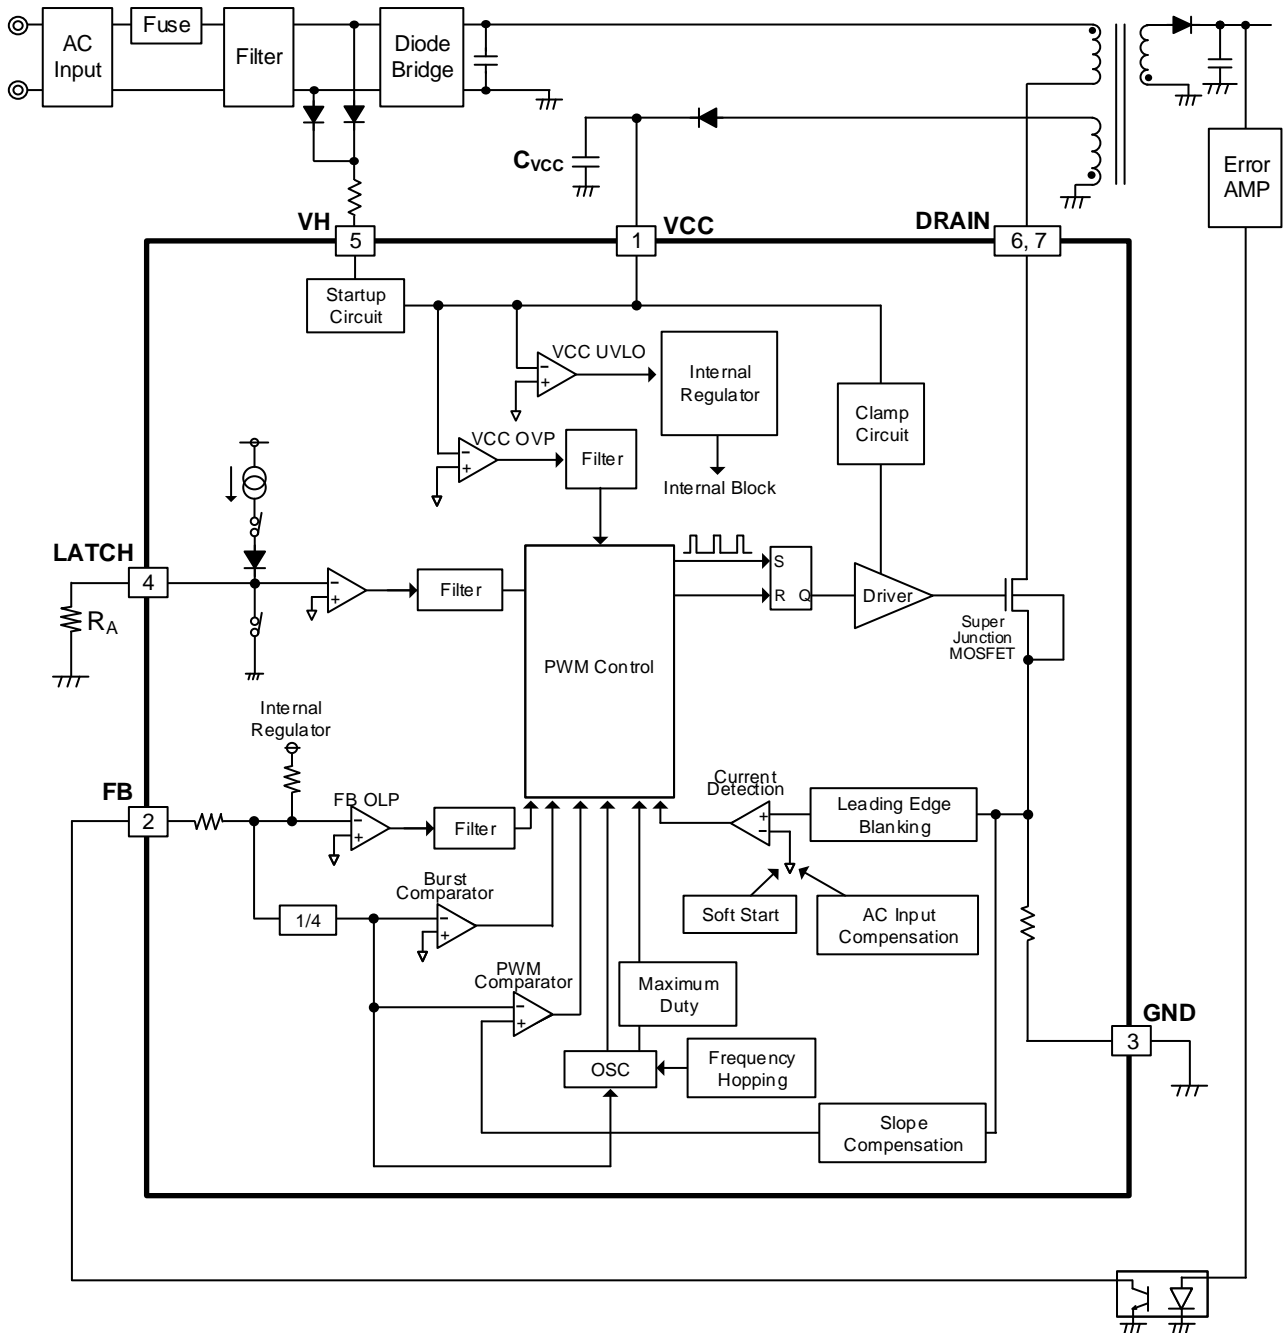 AC
Input
Fuse
Filter
Diode
Bridge
CVCC
Error
AMP
VH
VCC
DRAIN
5
1
6, 7
Startup
Circuit
VCC UVLO
Internal
Regulator
Clamp
Circuit
VCC OVP
Filter
Internal Block
LATCH
4
RA
Filter
PWM Control
S
R Q
Driver
Super
Junction
MOSFET
Internal
Regulator
FB
2
FB OLP
Filter
Current
Detection
Leading Edge
Blanking
Burst
Comparator
1/4
Soft Start
AC Input
Compensation
PWM
Comparator
Maximum
Duty
GND
3
OSC
Frequency
Hopping
Slope
Compensation